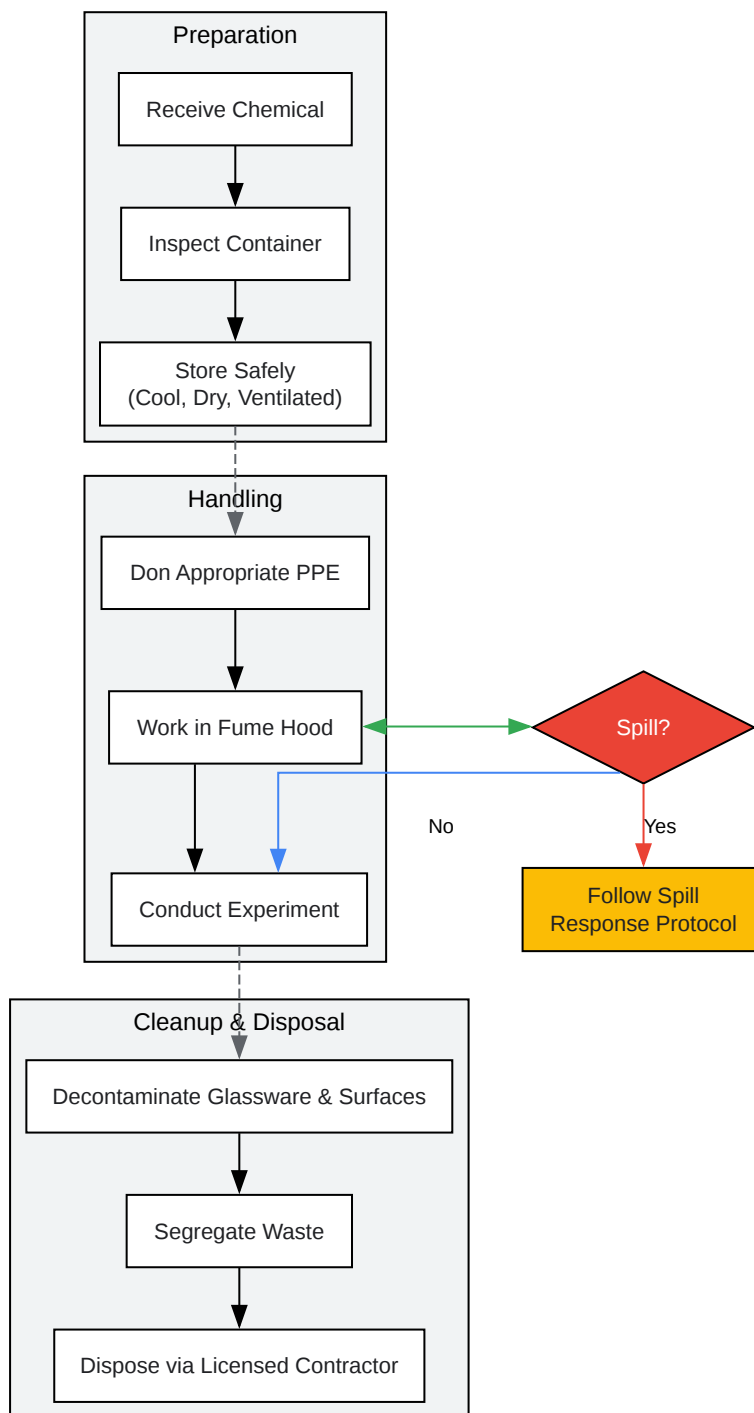 Preparation
Receive Chemical
Inspect Container
Store Safely
(Cool, Dry, Ventilated)
Handling
Don Appropriate PPE
Work in Fume Hood
Spill?
No
Yes
Conduct Experiment
Follow Spill
Response Protocol
Cleanup & Disposal
Decontaminate Glassware & Surfaces
Segregate Waste
Dispose via Licensed Contractor